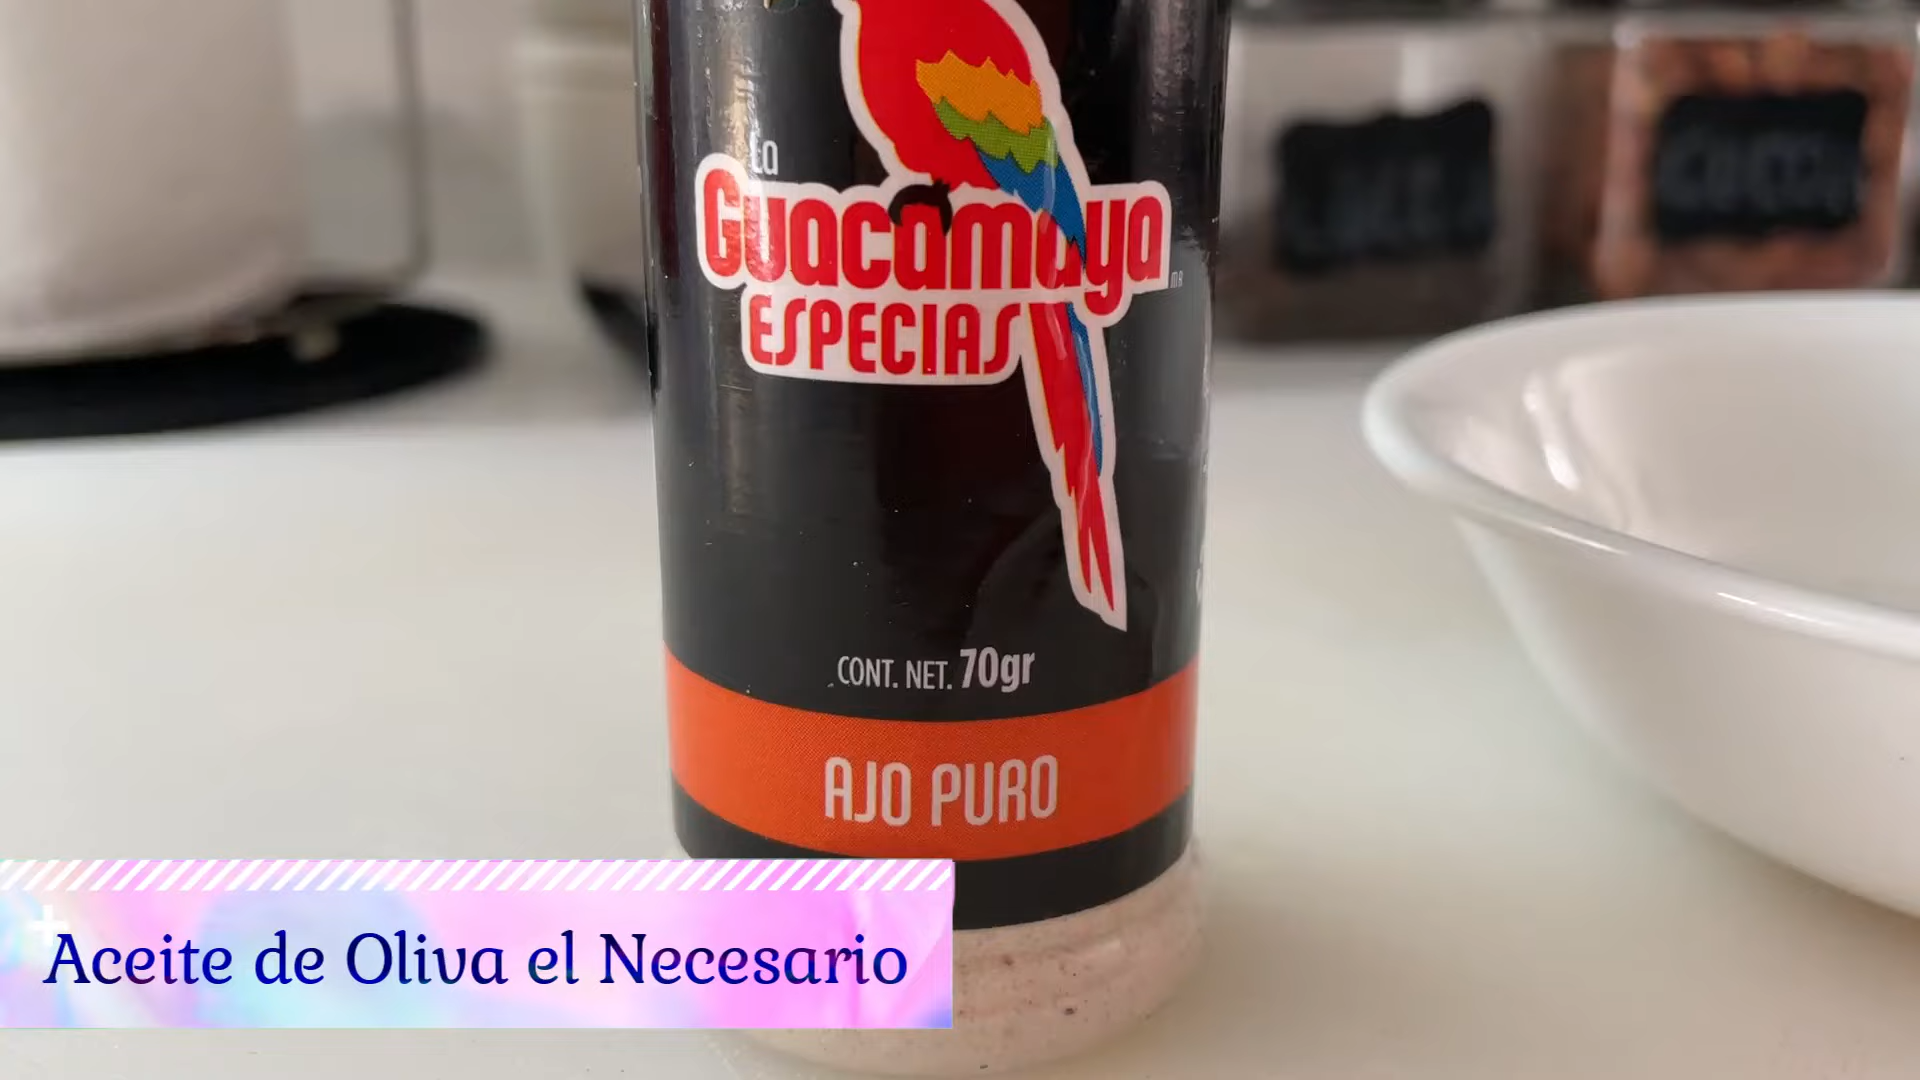 La
Guacamaya
MR
ESPECIAS
CONT. NET. 70gr
AJO PURO
Aceite de Oliva el Necesario